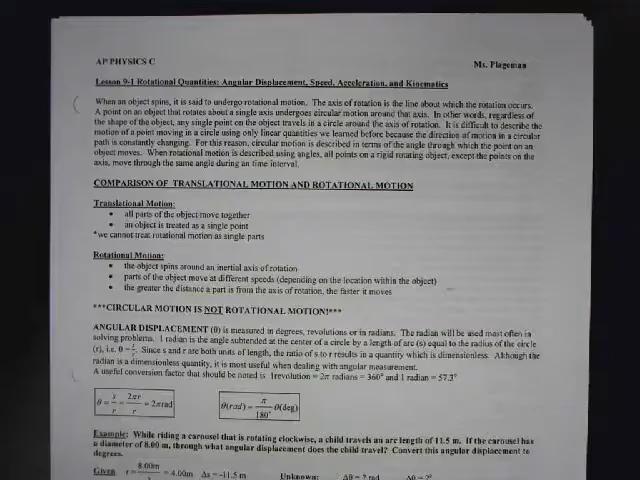 AP PHYSICS C Ms. Plageman
Lesson 9-1 Rotational Quantities: Angular Displacement, Speed, Acceleration, and Kinematics
When an object spins, it is said to undergo rotational motion. The axis of rotation is the line about which the rotation occurs.
A point on an object that rotates about a single axis undergoes circular motion around that axis. In other words, regardless of
the shape of the object, any single point on the object travels in a circle around the axis of rotation. It is difficult to describe the
motion of a point moving in a circle using only linear quantities we learned before because the direction of motion in a circular
path is constantly changing. For this reason, circular motion is described in terms of the angle through which the point on an
object moves. When rotational motion is described using angles, all points on a rigid rotating object, except the points on the
axis, move through the same angle during an time interval.
COMPARISON OF TRANSLATIONAL MOTION AND ROTATIONAL MOTION
Translational Motion:
• all parts of the object move together
• an object is treated as a single point
*we cannot treat rotational motion as single parts
Rotational Motion:
• the object spins around an inertial axis of rotation
• parts of the object move at different speeds (depending on the location within the object)
• the greater the distance a part is from the axis of rotation, the faster it moves
***CIRCULAR MOTION IS NOT ROTATIONAL MOTION!***
ANGULAR DISPLACEMENT (θ) is measured in degrees, revolutions or in radians. The radian will be used most often in
solving problems. 1 radian is the angle subtended at the center of a circle by a length of arc (s) equal to the radius of the circle
(r), i.e. θ = s/r. Since s and r are both units of length, the ratio of s to r results in a quantity which is dimensionless. Although the
radian is a dimensionless quantity, it is most useful when dealing with angular measurement.
A useful conversion factor that should be noted is 1revolution = 2π radians = 360° and 1 radian = 57.3°
θ = s/r = 2πr/r = 2πrad θ(rad) = π/180° θ(deg)
Example: While riding a carousel that is rotating clockwise, a child travels an arc length of 11.5 m. If the carousel has
a diameter of 8.00 m, through what angular displacement does the child travel? Convert this angular displacement to
degrees.
Given r = 8.00m = 4.00m Δs = -11.5 m Unknown: Δθ = ? rad Δθ = ?°